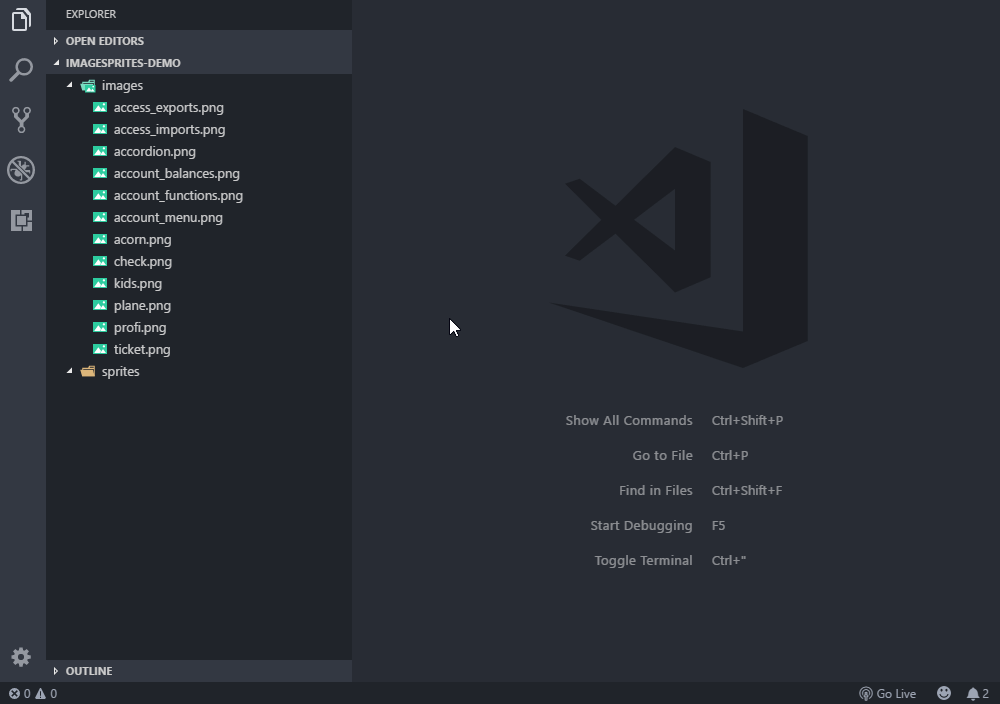 EXPLORER
OPEN EDITORS
IMAGESPRITES-DEMO
images
access_exports.png
access_imports.png
accordion.png
account_balances.png
account_functions.png
account_menu.png
acorn.png
check.png
kids.png
plane.png
profi.png
ticket.png
sprites
Show All Commands Ctrl+Shift+P
Go to File Ctrl+P
Find in Files Ctrl+Shift+F
Start Debugging F5
Toggle Terminal Ctrl+"
OUTLINE
0 0 Go Live 2